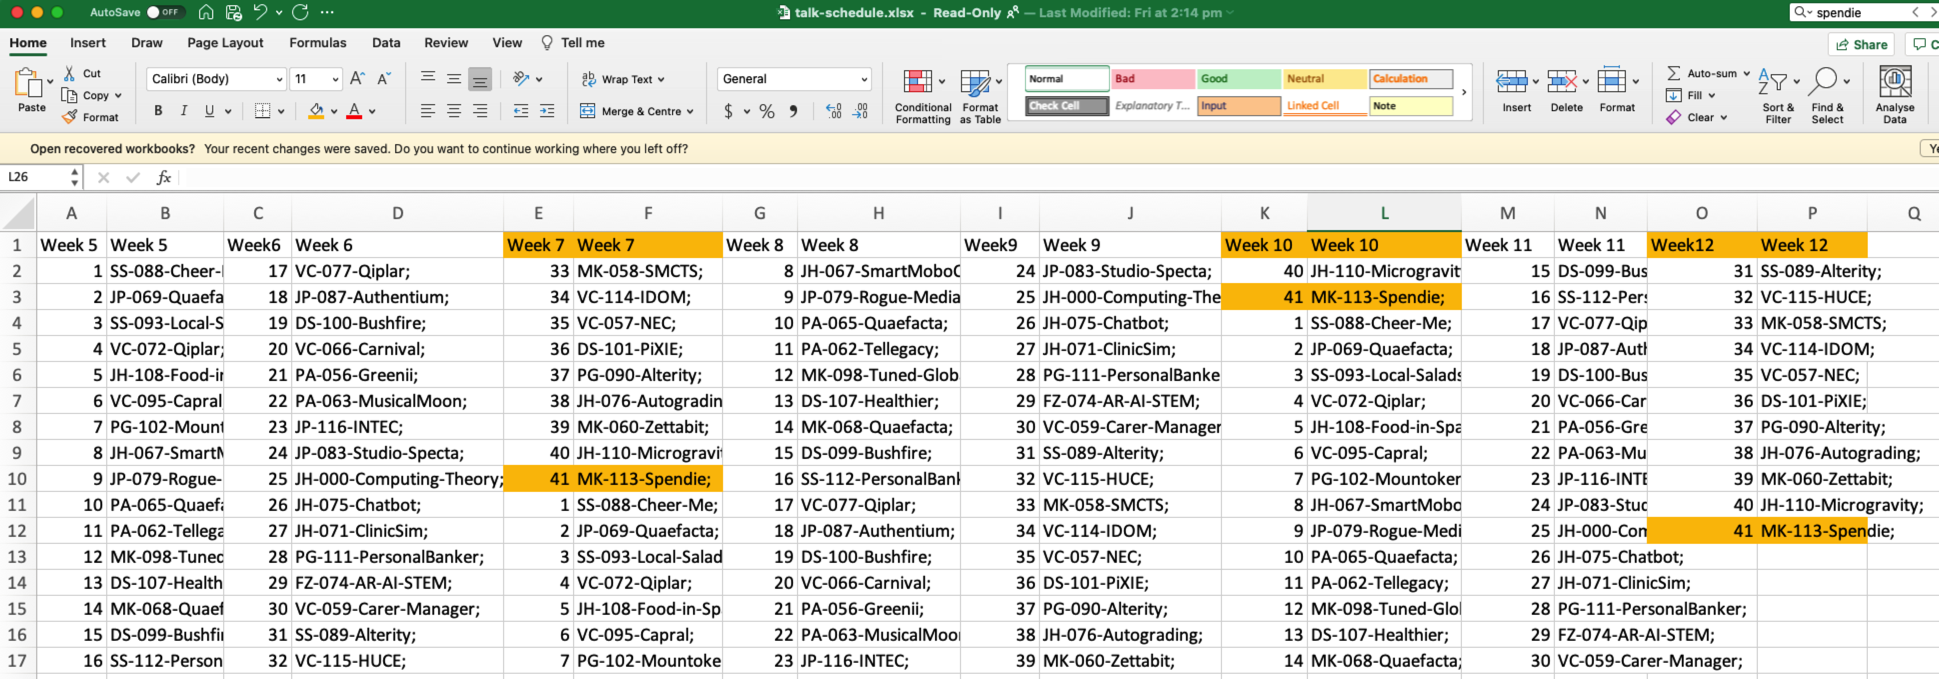 AutoSave OFF talk-schedule.xlsx - Read-Only — Last Modified: Fri at 2:14 pm spendie
Home Insert Draw Page Layout Formulas Data Review View Tell me Share C
Paste Cut Copy Format Calibri (Body) 11 A^ A˅ B I U A ab Wrap Text Merge & Centre General $ % Conditional Formatting Format as Table Normal Bad Good Neutral Calculation Check Cell Explanatory T... Input Linked Cell Note Insert Delete Format Auto-sum Fill Clear Sort & Filter Find & Select Analyse Data
Open recovered workbooks? Your recent changes were saved. Do you want to continue working where you left off? Ye
L26 fx
A B C D E F G H I J K L M N O P Q
1 Week 5 Week 5 Week6 Week 6 Week 7 Week 7 Week 8 Week 8 Week9 Week 9 Week 10 Week 10 Week 11 Week 11 Week12 Week 12
2 1 SS-088-Cheer- 17 VC-077-Qiplar; 33 MK-058-SMCTS; 8 JH-067-SmartMoboC 24 JP-083-Studio-Specta; 40 JH-110-Microgravit 15 DS-099-Bus 31 SS-089-Alterity;
3 2 JP-069-Quaefa 18 JP-087-Authentium; 34 VC-114-IDOM; 9 JP-079-Rogue-Media 25 JH-000-Computing-The 41 MK-113-Spendie; 16 SS-112-Pers 32 VC-115-HUCE;
4 3 SS-093-Local-S 19 DS-100-Bushfire; 35 VC-057-NEC; 10 PA-065-Quaefacta; 26 JH-075-Chatbot; 1 SS-088-Cheer-Me; 17 VC-077-Qip 33 MK-058-SMCTS;
5 4 VC-072-Qiplar; 20 VC-066-Carnival; 36 DS-101-PiXIE; 11 PA-062-Tellegacy; 27 JH-071-ClinicSim; 2 JP-069-Quaefacta; 18 JP-087-Auth 34 VC-114-IDOM;
6 5 JH-108-Food-in 21 PA-056-Greenii; 37 PG-090-Alterity; 12 MK-098-Tuned-Glob 28 PG-111-PersonalBanke 3 SS-093-Local-Salads 19 DS-100-Bus 35 VC-057-NEC;
7 6 VC-095-Capral 22 PA-063-MusicalMoon; 38 JH-076-Autogradin 13 DS-107-Healthier; 29 FZ-074-AR-AI-STEM; 4 VC-072-Qiplar; 20 VC-066-Car 36 DS-101-PiXIE;
8 7 PG-102-Mount 23 JP-116-INTEC; 39 MK-060-Zettabit; 14 MK-068-Quaefacta; 30 VC-059-Carer-Manager 5 JH-108-Food-in-Spa 21 PA-056-Gre 37 PG-090-Alterity;
9 8 JH-067-SmartM 24 JP-083-Studio-Specta; 40 JH-110-Microgravit 15 DS-099-Bushfire; 31 SS-089-Alterity; 6 VC-095-Capral; 22 PA-063-Mu 38 JH-076-Autograding;
10 9 JP-079-Rogue- 25 JH-000-Computing-Theory; 41 MK-113-Spendie; 16 SS-112-PersonalBank 32 VC-115-HUCE; 7 PG-102-Mountoker 23 JP-116-INTE 39 MK-060-Zettabit;
11 10 PA-065-Quaefa 26 JH-075-Chatbot; 1 SS-088-Cheer-Me; 17 VC-077-Qiplar; 33 MK-058-SMCTS; 8 JH-067-SmartMobo 24 JP-083-Stud 40 JH-110-Microgravity;
12 11 PA-062-Tellega 27 JH-071-ClinicSim; 2 JP-069-Quaefacta; 18 JP-087-Authentium; 34 VC-114-IDOM; 9 JP-079-Rogue-Medi 25 JH-000-Com 41 MK-113-Spendie;
13 12 MK-098-Tuned 28 PG-111-PersonalBanker; 3 SS-093-Local-Salad 19 DS-100-Bushfire; 35 VC-057-NEC; 10 PA-065-Quaefacta; 26 JH-075-Chatbot;
14 13 DS-107-Health 29 FZ-074-AR-AI-STEM; 4 VC-072-Qiplar; 20 VC-066-Carnival; 36 DS-101-PiXIE; 11 PA-062-Tellegacy; 27 JH-071-ClinicSim;
15 14 MK-068-Quaef 30 VC-059-Carer-Manager; 5 JH-108-Food-in-Sp 21 PA-056-Greenii; 37 PG-090-Alterity; 12 MK-098-Tuned-Glo 28 PG-111-PersonalBanker;
16 15 DS-099-Bushfir 31 SS-089-Alterity; 6 VC-095-Capral; 22 PA-063-MusicalMoo 38 JH-076-Autograding; 13 DS-107-Healthier; 29 FZ-074-AR-AI-STEM;
17 16 SS-112-Person 32 VC-115-HUCE; 7 PG-102-Mountoke 23 JP-116-INTEC; 39 MK-060-Zettabit; 14 MK-068-Quaefacta; 30 VC-059-Carer-Manager;